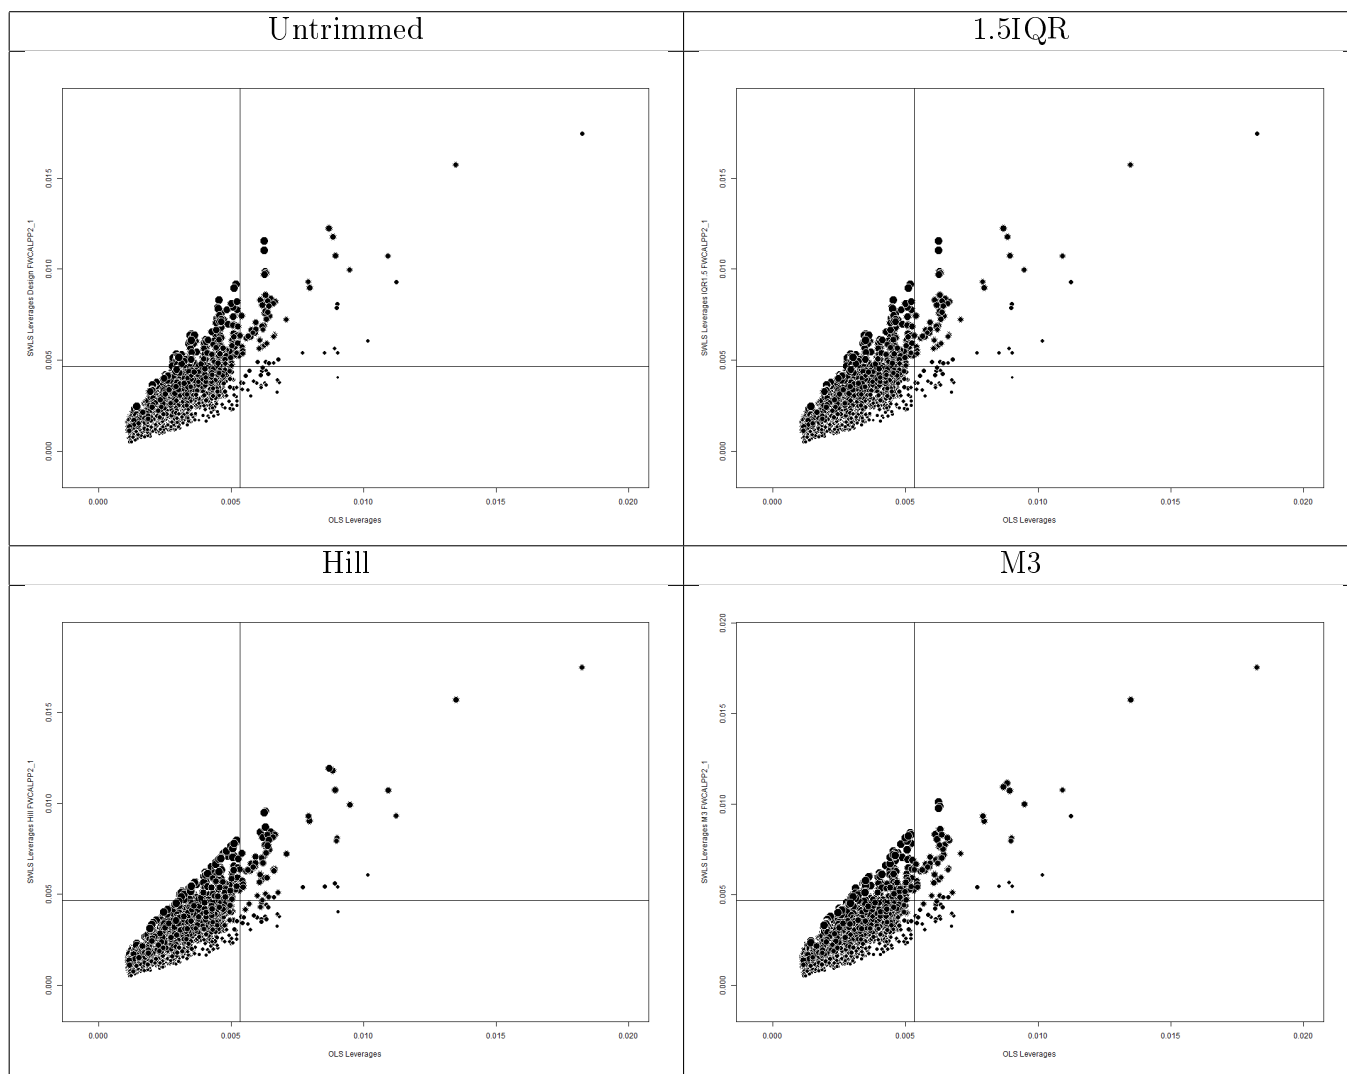 Untrimmed
1.5IQR
SWLS Leverages Design FWCALPP2_1
0.015
0.010
0.005
0.000
0.000 0.005 0.010 0.015 0.020
OLS Leverages
SWLS Leverages IQR1.5 FWCALPP2_1
0.015
0.010
0.005
0.000
0.000 0.005 0.010 0.015 0.020
OLS Leverages
Hill
M3
SWLS Leverages Hill FWCALPP2_1
0.015
0.010
0.005
0.000
0.000 0.005 0.010 0.015 0.020
OLS Leverages
SWLS Leverages M3 FWCALPP2_1
0.020
0.015
0.010
0.005
0.000
0.000 0.005 0.010 0.015 0.020
OLS Leverages